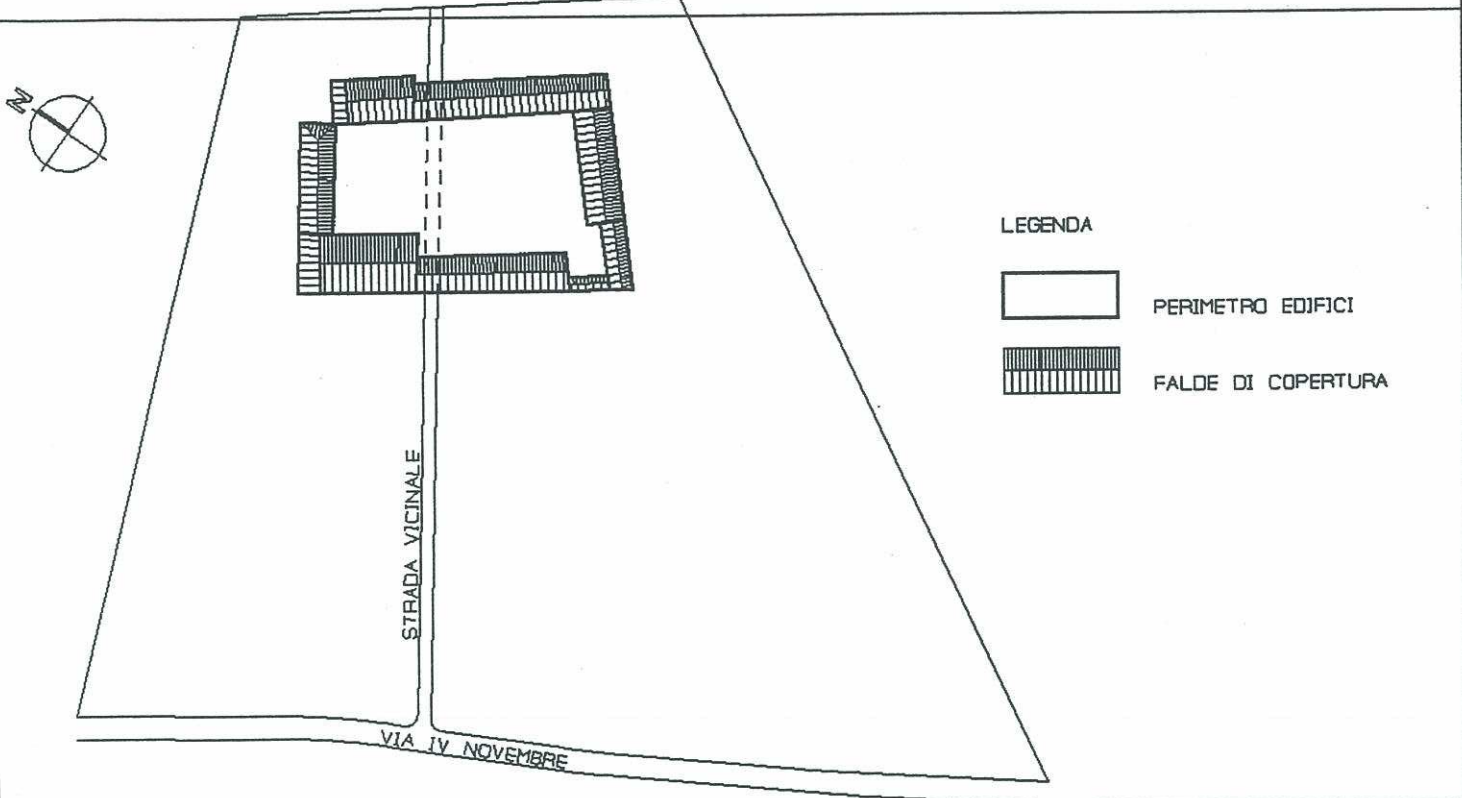 N
LEGENDA
PERIMETRO EDIFICI
FALDE DI COPERTURA
STRADA VICINALE
VIA IV NOVEMBRE